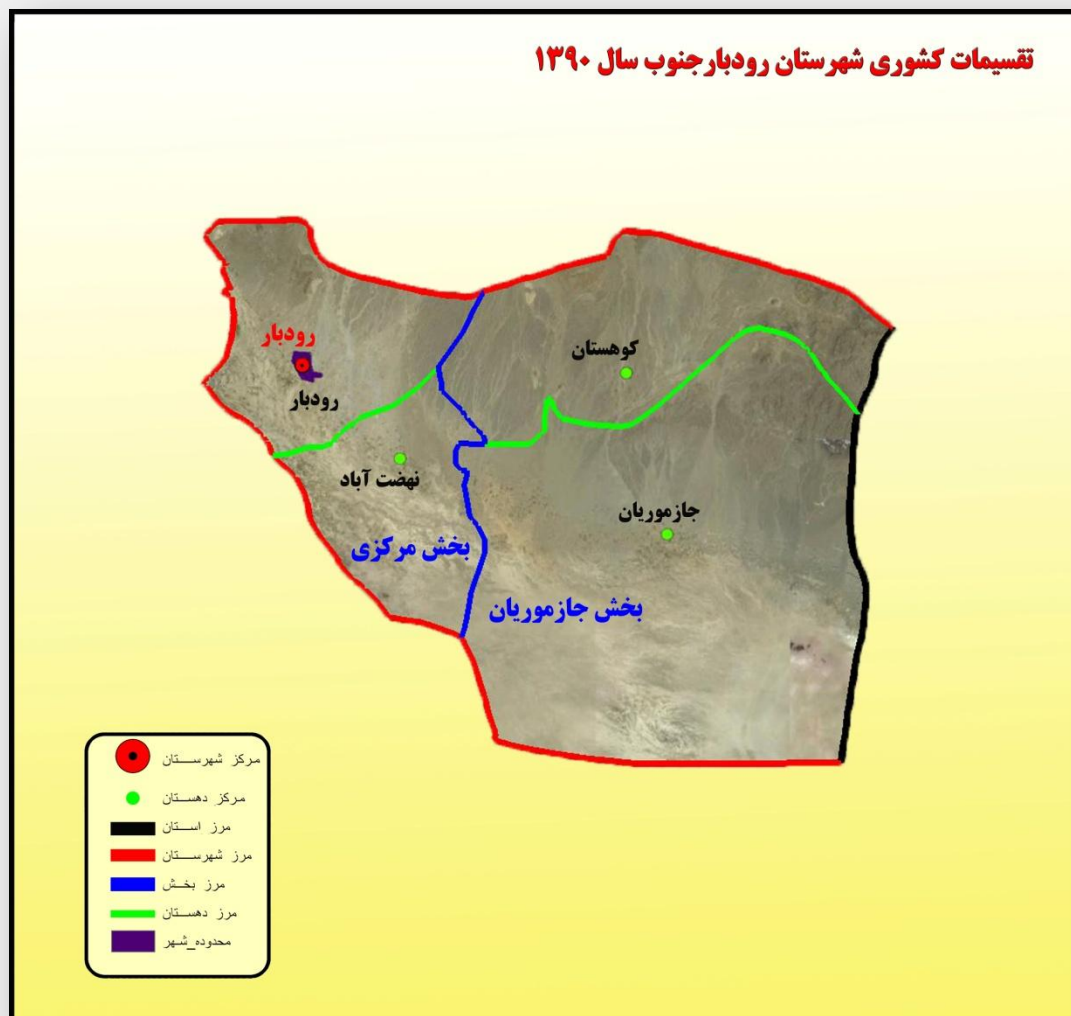 تقسیمات کشوری شهرستان رودبارجنوب سال ۱۳۹۰
رودبار
رودبار
کوهستان
نهضت آباد
جازموریان
بخش مرکزی
بخش جازموریان
مرکز شهرستان
مرکز دهستان
مرز استان
مرز شهرستان
مرز بخش
مرز دهستان
محدوده_شهر